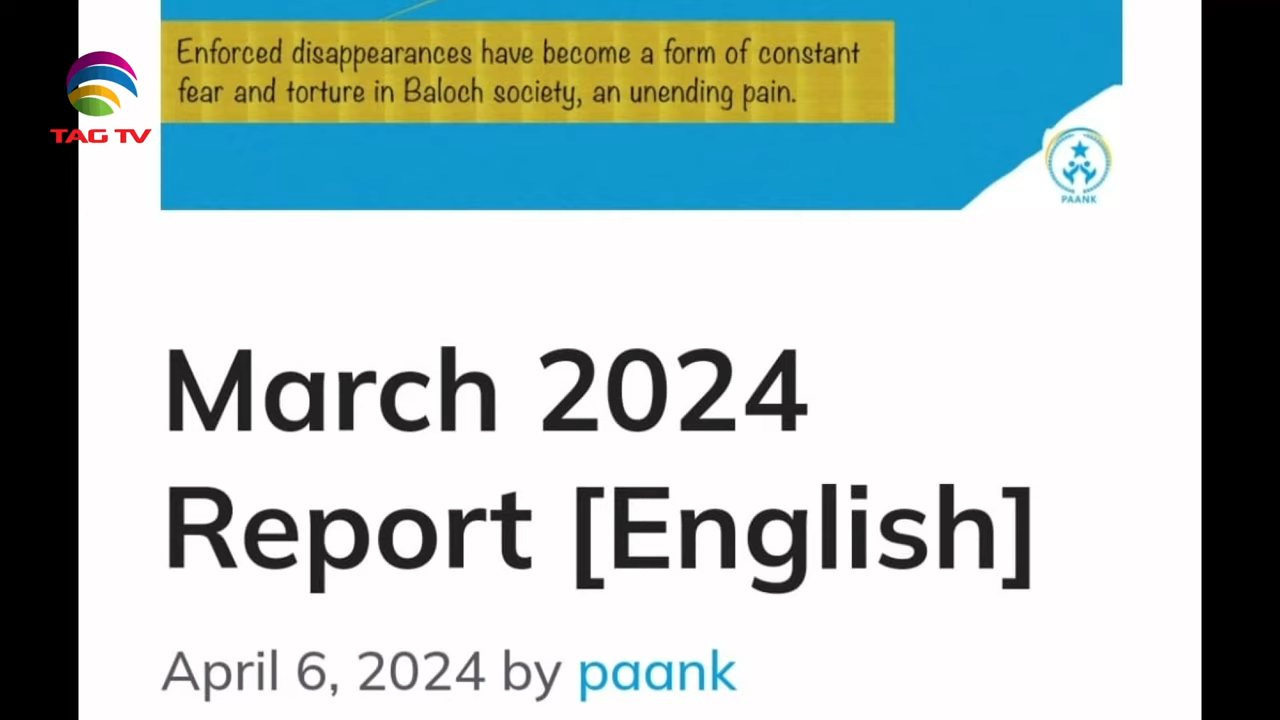 Enforced disappearances have become a form of constant
fear and torture in Baloch society, an unending pain.
TAG TV
PAANK
March 2024
Report [English]
April 6, 2024 by paank